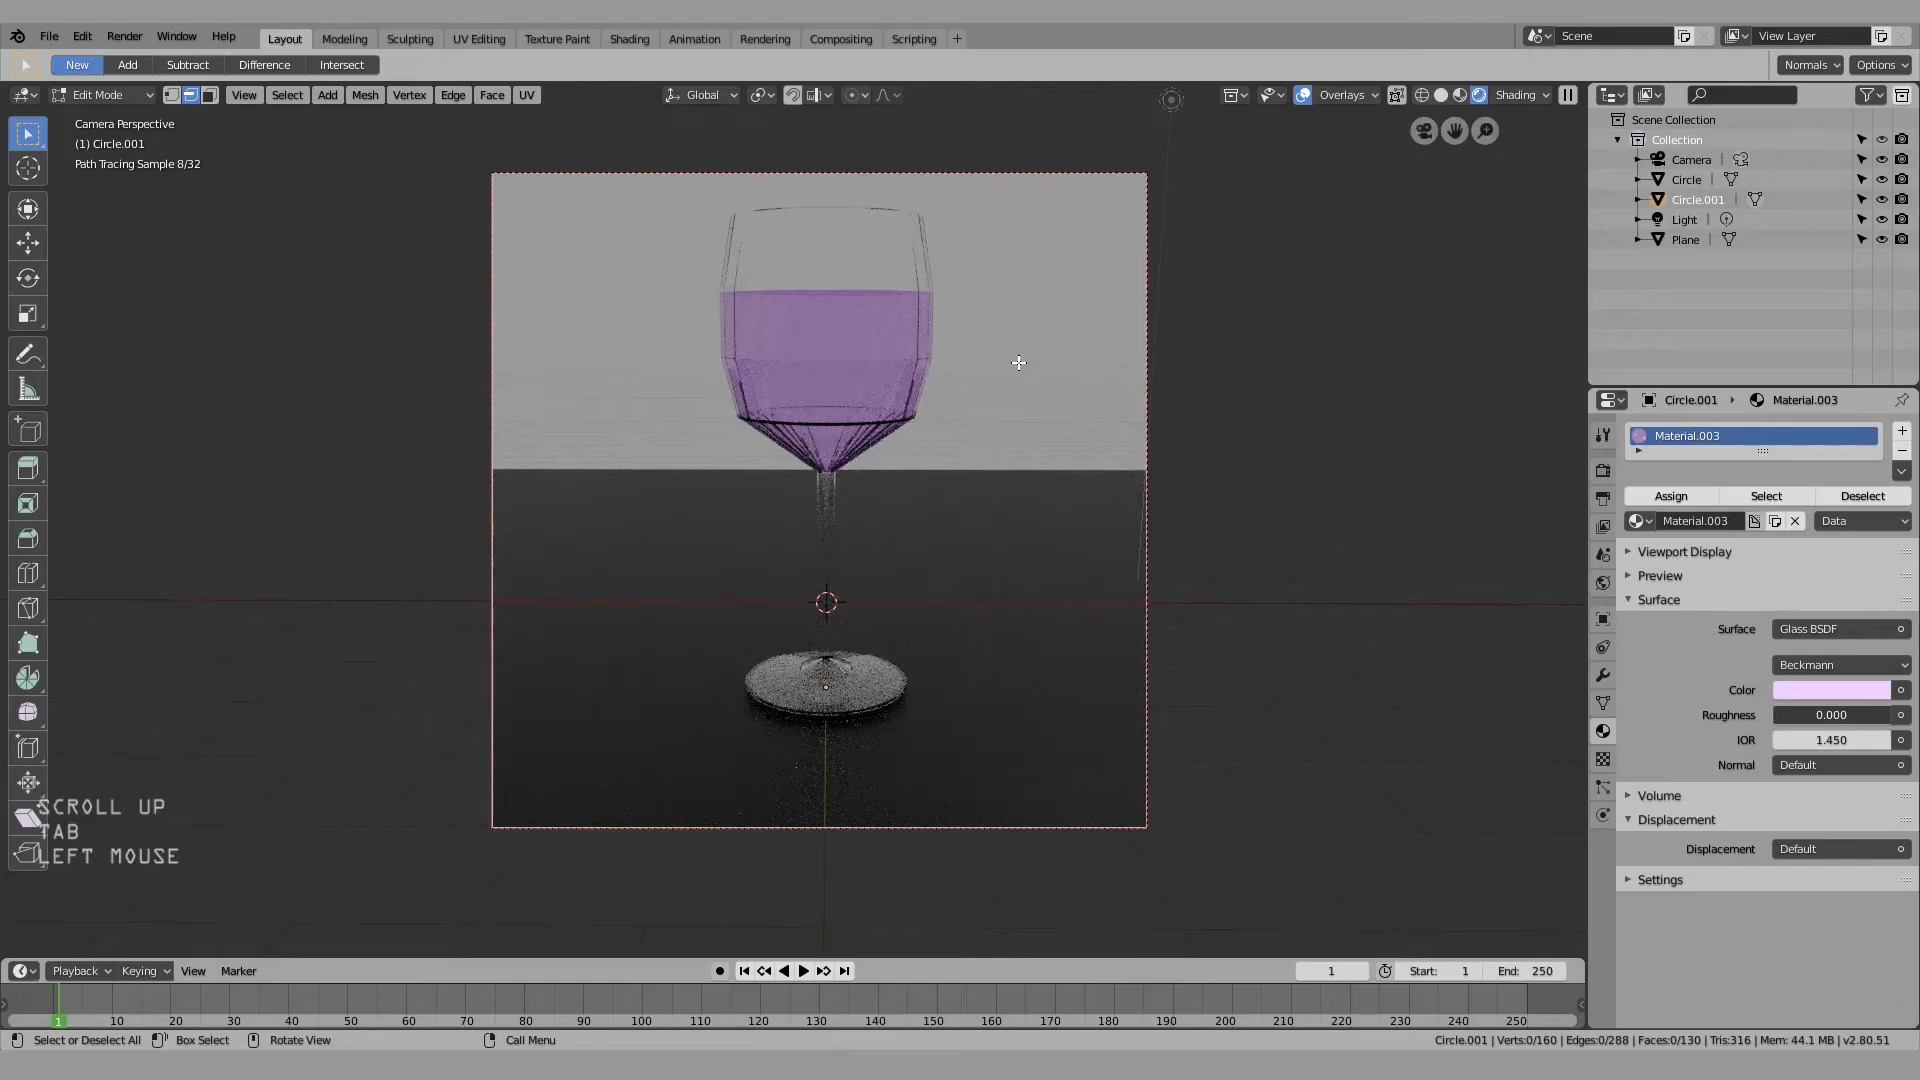 File Edit Render Window Help Layout Modeling Sculpting UV Editing Texture Paint Shading Animation Rendering Compositing Scripting + Scene View Layer
New Add Subtract Difference Intersect Normals Options
Edit Mode View Select Add Mesh Vertex Edge Face UV Global Overlays Shading
Camera Perspective
(1) Circle.001
Path Tracing Sample 8/32
Scene Collection
Collection
Camera
Circle
Circle.001
Light
Plane
Circle.001 Material.003
Material.003
Assign Select Deselect
Material.003 Data
Viewport Display
Preview
Surface
Surface Glass BSDF
Beckmann
Color
Roughness 0.000
IOR 1.450
Normal Default
Volume
Displacement
Displacement Default
Settings
SCROLL UP
TAB
LEFT MOUSE
Playback Keying View Marker 1 Start: 1 End: 250
1 10 20 30 40 50 60 70 80 90 100 110 120 130 140 150 160 170 180 190 200 210 220 230 240 250
Select or Deselect All Box Select Rotate View Call Menu Circle.001 | Verts:0/160 | Edges:0/288 | Faces:0/130 | Tris:316 | Mem: 44.1 MB | v2.80.51